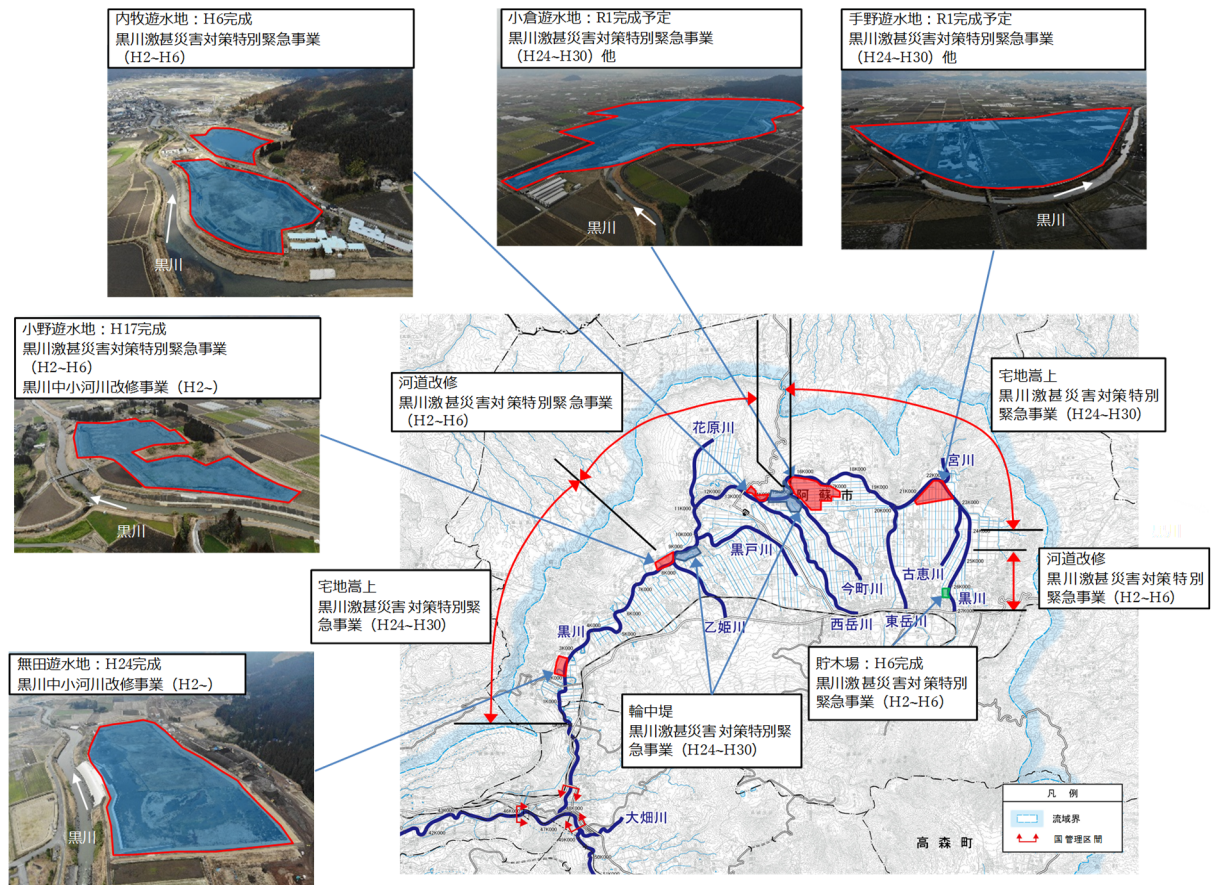 内牧遊水地：H6完成
黒川激甚災害対策特別緊急事業
（H2~H6）
小倉遊水地：R1完成予定
黒川激甚災害対策特別緊急事業
（H24~H30）他
手野遊水地：R1完成予定
黒川激甚災害対策特別緊急事業
（H24~H30）他
黒川
黒川
黒川
小野遊水地：H17完成
黒川激甚災害対策特別緊急事業
（H2~H6）
黒川中小河川改修事業（H2~）
黒川
河道改修
黒川激甚災害対策特別緊急事業
（H2~H6）
宅地嵩上
黒川激甚災害対策特別
緊急事業（H24~H30）
花原川
宮川
阿蘇市
黒戸川
今町川
古恵川
黒川
乙姫川
西岳川
東岳川
黒川
河道改修
黒川激甚災害対策特別
緊急事業（H2~H6）
宅地嵩上
黒川激甚災害対策特別緊
急事業（H24~H30）
無田遊水地：H24完成
黒川中小河川改修事業（H2~）
黒川
貯木場：H6完成
黒川激甚災害対策特別
緊急事業（H2~H6）
輪中堤
黒川激甚災害対策特別緊
急事業（H24~H30）
大畑川
高森町
凡例
流域界
国管理区間